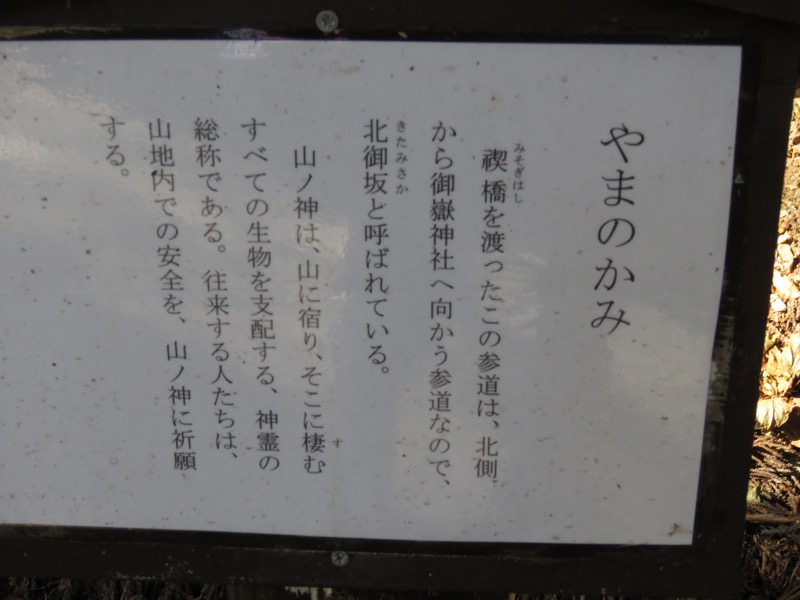 やまのかみ
みそぎはし
禊橋を渡ったこの参道は、北側
から御嶽神社へ向かう参道なので、
きたみさか
北御坂と呼ばれている。
山ノ神は、山に宿り、そこに棲む
す
すべての生物を支配する、神霊の
総称である。往来する人たちは、
山地内での安全を、山ノ神に祈願
する。